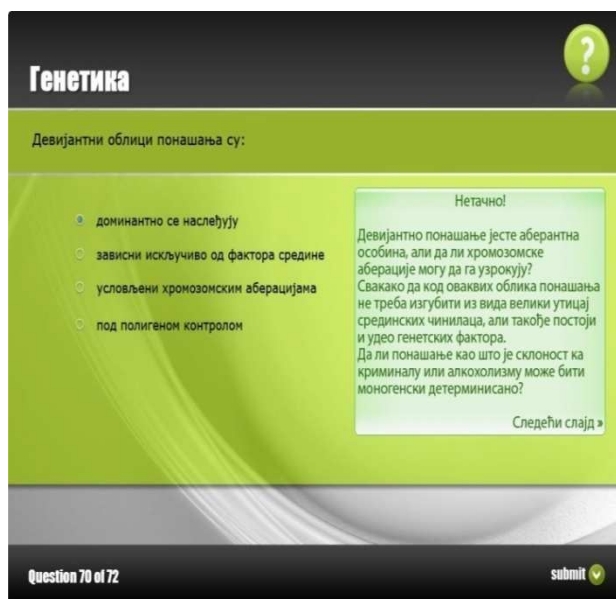 Генетика
?
Девијантни облици понашања су:
доминантно се наслеђују
зависни искључиво од фактора средине
условљени хромозомским аберацијама
под полигеном контролом
Нетачно!
Девијантно понашање јесте аберантна
особина, али да ли хромозомске
аберације могу да га узрокују?
Свакако да код оваквих облика понашања
не треба изгубити из вида велики утицај
срединских чинилаца, али такође постоји
и удео генетских фактора.
Да ли понашање као што је склоност ка
криминалу или алкохолизму може бити
моногенски детерминисано?
Следећи слајд »
Question 70 of 72
submit